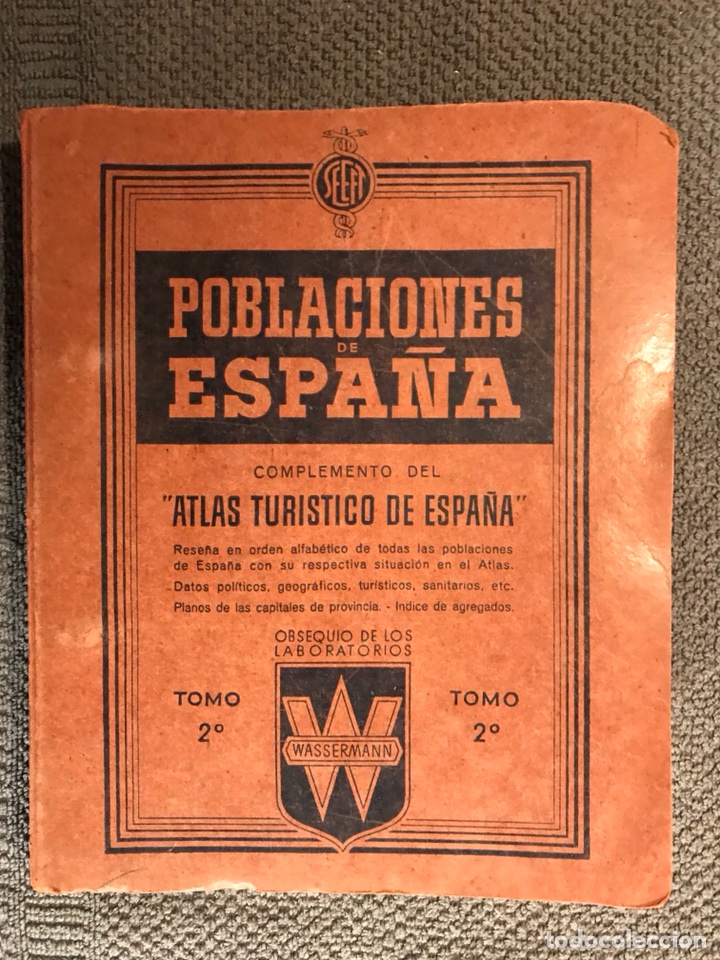 POBLACIONES
DE
ESPAÑA
COMPLEMENTO DEL
"ATLAS TURISTICO DE ESPAÑA"
Reseña en orden alfabético de todas las poblaciones
de España con su respectiva situación en el Atlas.
Datos políticos, geográficos, turísticos, sanitarios, etc.
Planos de las capitales de provincia. - Indice de agregados.
OBSEQUIO DE LOS
LABORATORIOS
TOMO
2º
WASSERMANN
TOMO
2º
todocoleccion